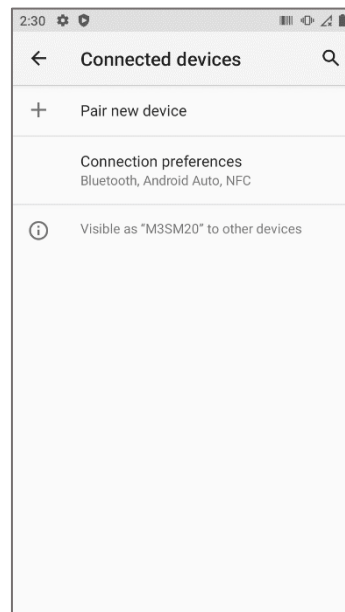 2:30
Connected devices
Pair new device
Connection preferences
Bluetooth, Android Auto, NFC
Visible as “M3SM20” to other devices